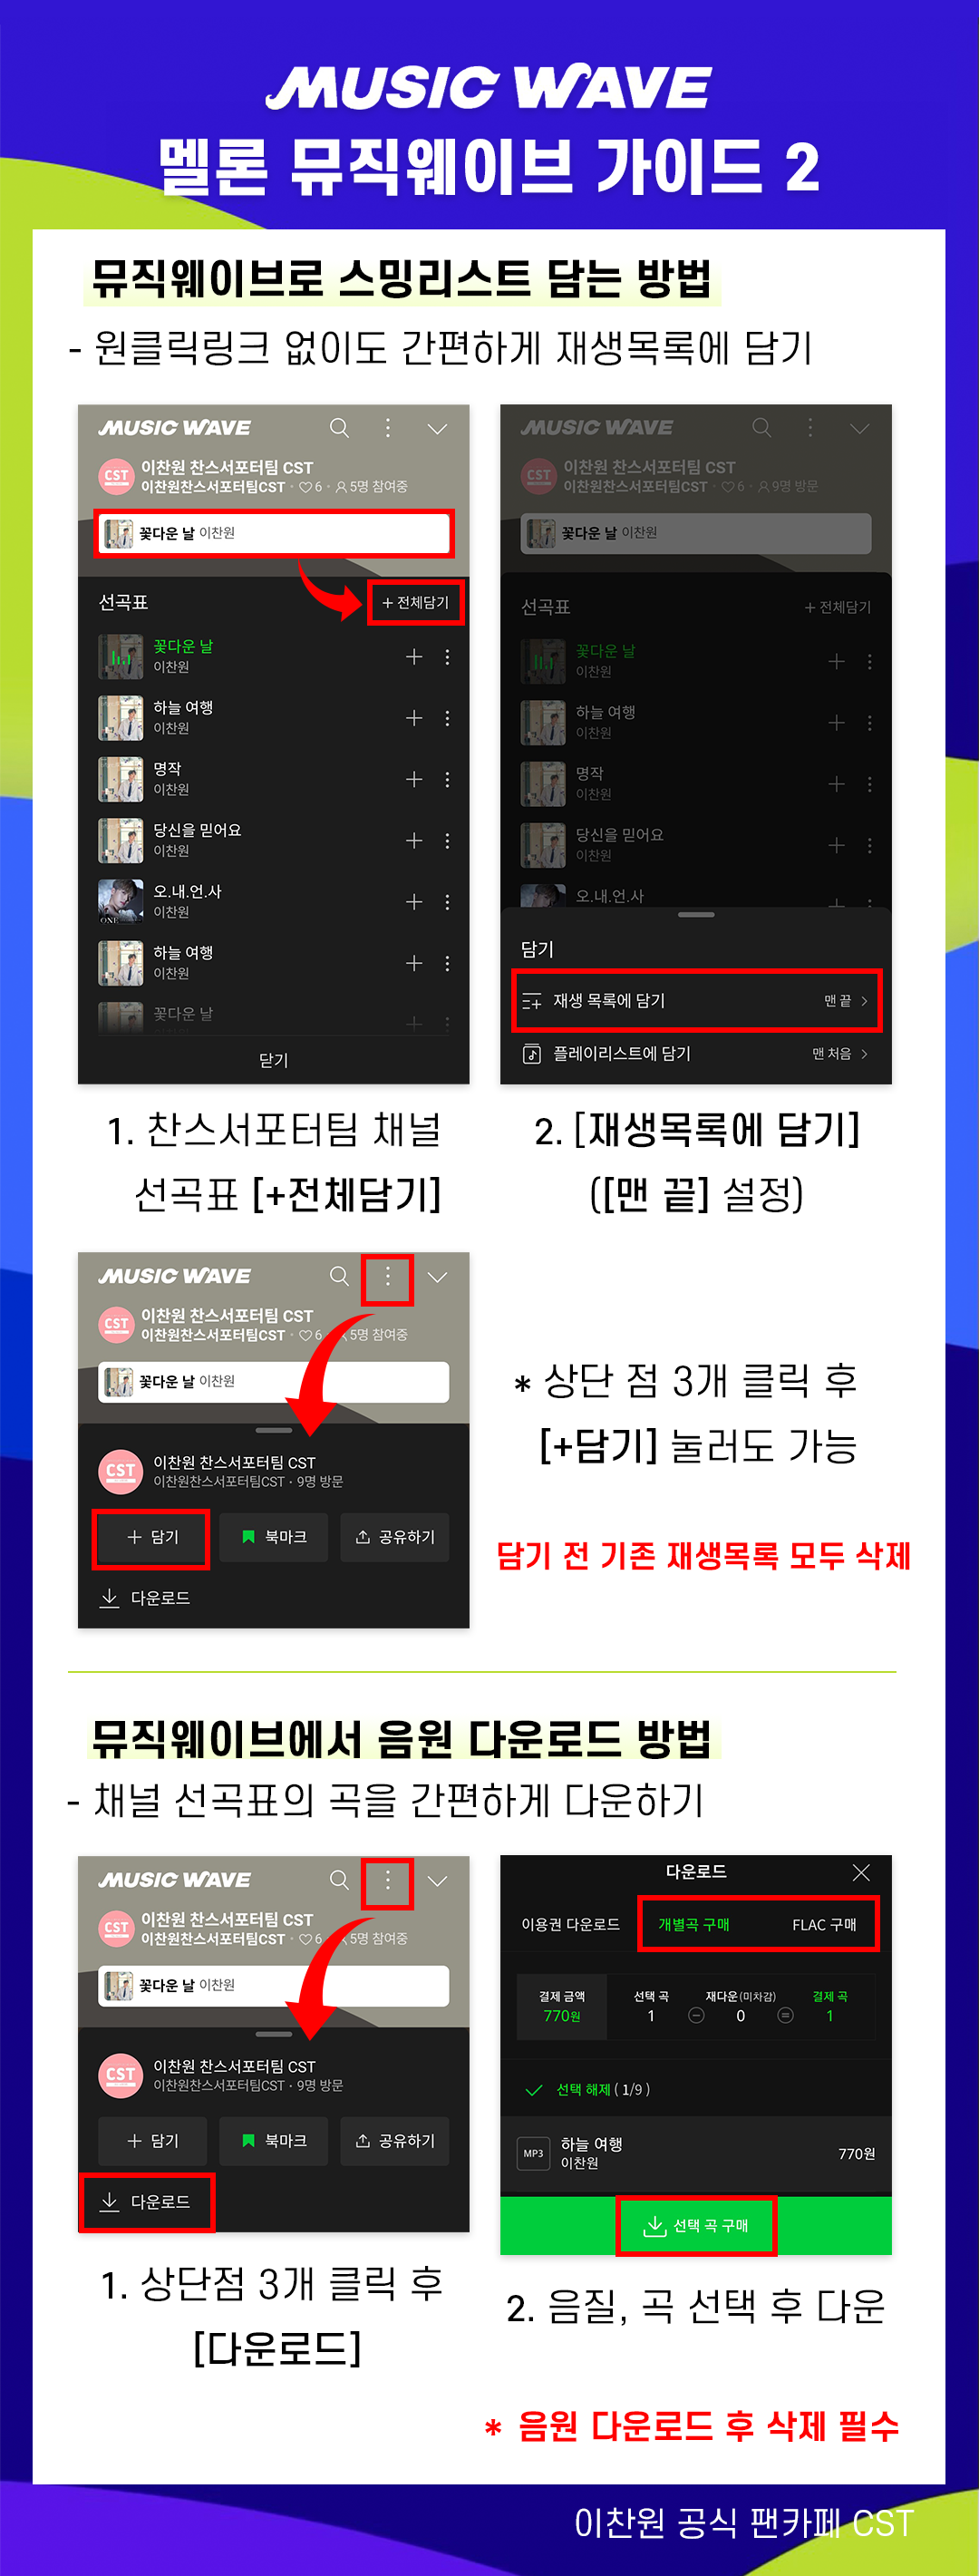 MUSIC WAVE
멜론 뮤직웨이브 가이드 2
뮤직웨이브로 스밍리스트 담는 방법
- 원클릭링크 없이도 간편하게 재생목록에 담기
MUSIC WAVE
CST
이찬원 찬스서포터팀 CST
이찬원찬스서포터팀CST · 6 · 5명 참여중
꽃다운 날 이찬원
선곡표
+ 전체담기
꽃다운 날
이찬원
하늘 여행
이찬원
명작
이찬원
당신을 믿어요
이찬원
오.내.언.사
이찬원
ONE
하늘 여행
이찬원
꽃다운 날
닫기
MUSIC WAVE
CST
이찬원 찬스서포터팀 CST
이찬원찬스서포터팀CST · 6 · 9명 방문
꽃다운 날 이찬원
선곡표
+ 전체담기
꽃다운 날
이찬원
하늘 여행
이찬원
명작
이찬원
당신을 믿어요
이찬원
오.내.언.사
담기
재생 목록에 담기
맨 끝 >
플레이리스트에 담기
맨 처음 >
1. 찬스서포터팀 채널
선곡표 [+전체담기]
2. [재생목록에 담기]
([맨 끝] 설정)
MUSIC WAVE
CST
이찬원 찬스서포터팀 CST
이찬원찬스서포터팀CST · 6 · 5명 참여중
꽃다운 날 이찬원
CST
이찬원 찬스서포터팀 CST
이찬원찬스서포터팀CST · 9명 방문
+ 담기
북마크
공유하기
다운로드
* 상단 점 3개 클릭 후
[+담기] 눌러도 가능
담기 전 기존 재생목록 모두 삭제
뮤직웨이브에서 음원 다운로드 방법
- 채널 선곡표의 곡을 간편하게 다운하기
MUSIC WAVE
CST
이찬원 찬스서포터팀 CST
이찬원찬스서포터팀CST · 6 · 5명 참여중
꽃다운 날 이찬원
CST
이찬원 찬스서포터팀 CST
이찬원찬스서포터팀CST · 9명 방문
+ 담기
북마크
공유하기
다운로드
다운로드
이용권 다운로드
개별곡 구매
FLAC 구매
결제 금액
770원
선택 곡
1
재다운(미차감)
0
결제 곡
1
선택 해제 ( 1/9 )
MP3
하늘 여행
이찬원
770원
선택 곡 구매
1. 상단점 3개 클릭 후
[다운로드]
2. 음질, 곡 선택 후 다운
* 음원 다운로드 후 삭제 필수
이찬원 공식 팬카페 CST